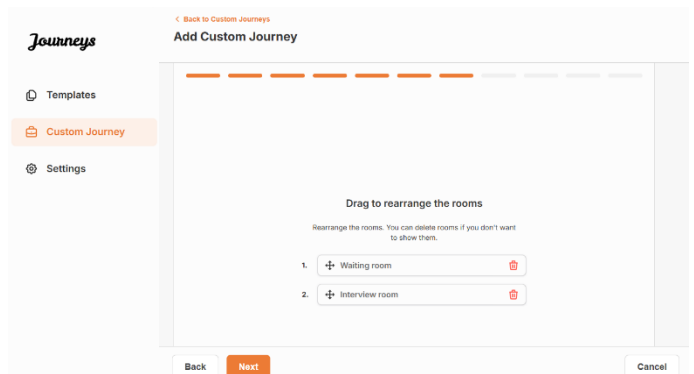 Journeys
Templates
Custom Journey
Settings
< Back to Custom Journeys
Add Custom Journey
Drag to rearrange the rooms
Rearrange the rooms. You can delete rooms if you don't want
to show them.
1. Waiting room
2. Interview room
Back Next Cancel